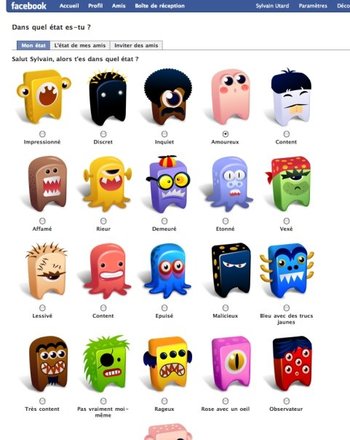 facebook Accueil Profil Amis Boîte de réception Sylvain Utard Paramètres Déco
Dans quel état es-tu ?
Mon état L'état de mes amis Inviter des amis
Salut Sylvain, alors t'es dans quel état ?
Impressionné Discret Inquiet Amoureux Content
Affamé Rieur Demeuré Etonné Vexé
Lessivé Content Epuisé Malicieux Bleu avec des trucs
jaunes
Très content Pas vraiment moi- Rageux Rose avec un oeil Observateur
même